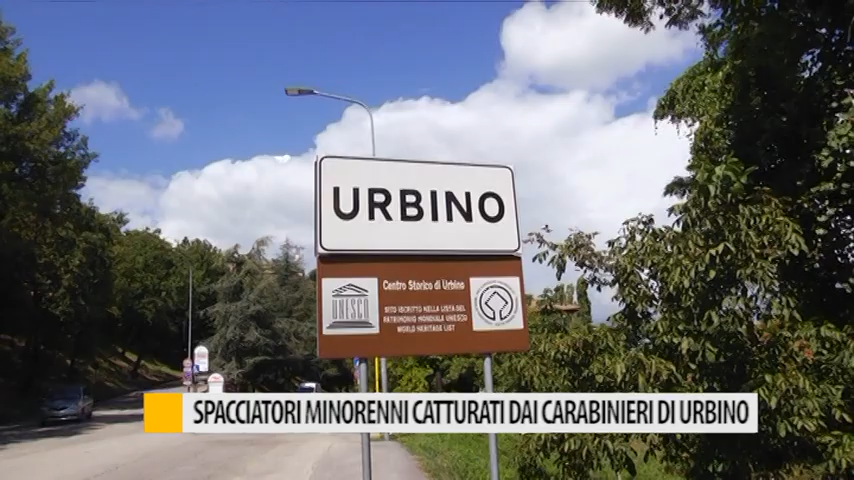 URBINO
Centro Storico di Urbino
UNESCO
SITO ISCRITTO NELLA LISTA DEL
PATRIMONIO MONDIALE UNESCO
WORLD HERITAGE LIST
SPACCIATORI MINORENNI CATTURATI DAI CARABINIERI DI URBINO